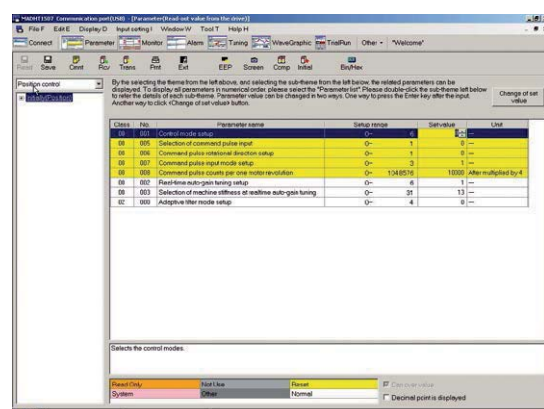 MADHT1507 Communication port(USB) - [Parameter(Read-out value from the drive)]
File F Edit E Display D Input setting I Window W Tool T Help H
Connect Parameter Monitor Alarm Tuning WaveGraphic TrialRun Other "Welcome"
Read Save Cmnt Rcv Trans Print Exit EEP Screen Comp Initial Bin/Hex
Position control
By the selecting the theme from the left above, and selecting the sub-theme from the left below, the related parameters can be
displayed. To display all parameters in numerical order, please select the "Parameter list". Please double-click the sub-theme left below
to refer the details of each sub-theme. Parameter value can be changed in two ways. One way to press the Enter key after the input.
Another way to click <Change of set value> button.
Change of set
value
Class No. Parameter name Setup range Set value Unit
00 001 Control mode setup 0- 6 --
00 005 Selection of command pulse input 0- 1 0 --
00 006 Command pulse rotational direction setup 0- 1 0 --
00 007 Command pulse input mode setup 0- 3 1 --
00 008 Command pulse counts per one motor revolution 0- 1048576 10000 After multiplied by 4
00 002 Real-time auto-gain tuning setup 0- 6 1 --
00 003 Selection of machine stiffness at realtime auto-gain tuning 0- 31 13 --
02 000 Adaptive filter mode setup 0- 4 0 --
Selects the control modes.
Read Only Not Use Reset
System Other Normal
Decimal point is displayed